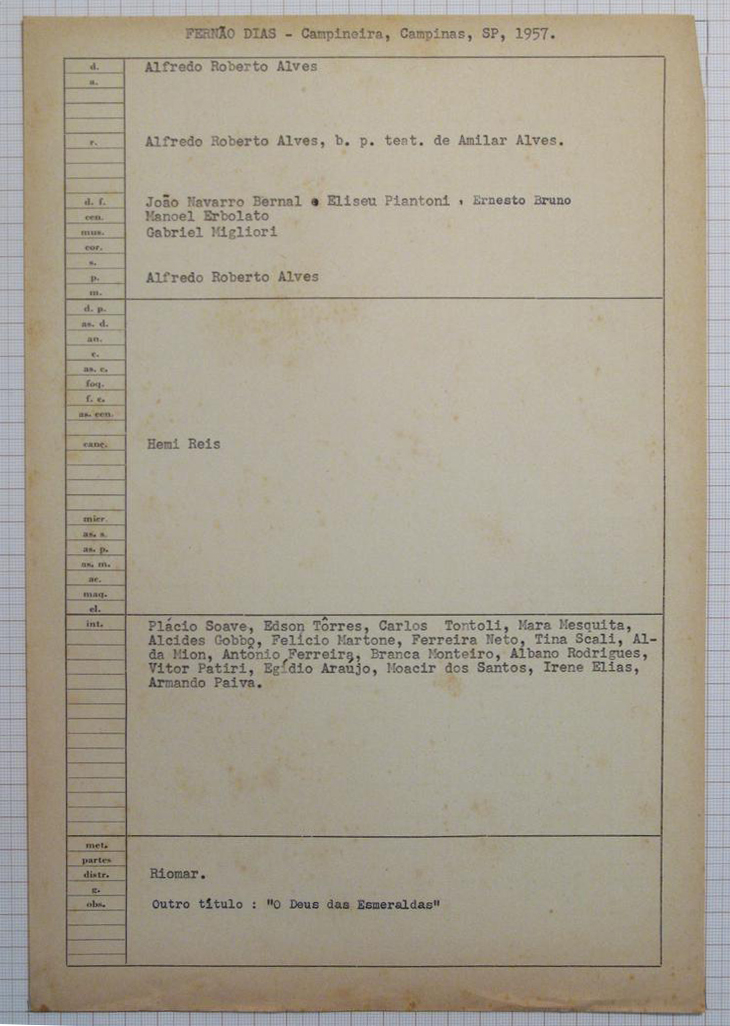 FERNÃO DIAS - Campineira, Campinas, SP, 1957.
d. Alfredo Roberto Alves
a.
r. Alfredo Roberto Alves, b. p. teat. de Amilar Alves.
d. f. João Navarro Bernal e Eliseu Piantoni , Ernesto Bruno
cen. Manoel Erbolato
mus. Gabriel Migliori
cor.
s.
p. Alfredo Roberto Alves
m.
d. p.
as. d.
an.
c.
as. c.
foq.
f. c.
as. cen.
canç. Hemi Reis
micr.
as. s.
as. p.
as. m.
ac.
maq.
el.
int. Plácio Soave, Edson Tôrres, Carlos Tontoli, Mara Mesquita,
Alcides Gobbo, Felicio Martone, Ferreira Neto, Tina Scali, Al-
da Mion, Antônio Ferreira, Branca Monteiro, Albano Rodrigues,
Vitor Patiri, Egídio Araújo, Moacir dos Santos, Irene Elias,
Armando Paiva.
met.
partes
distr. Riomar.
g.
obs. Outro título : "O Deus das Esmeraldas"